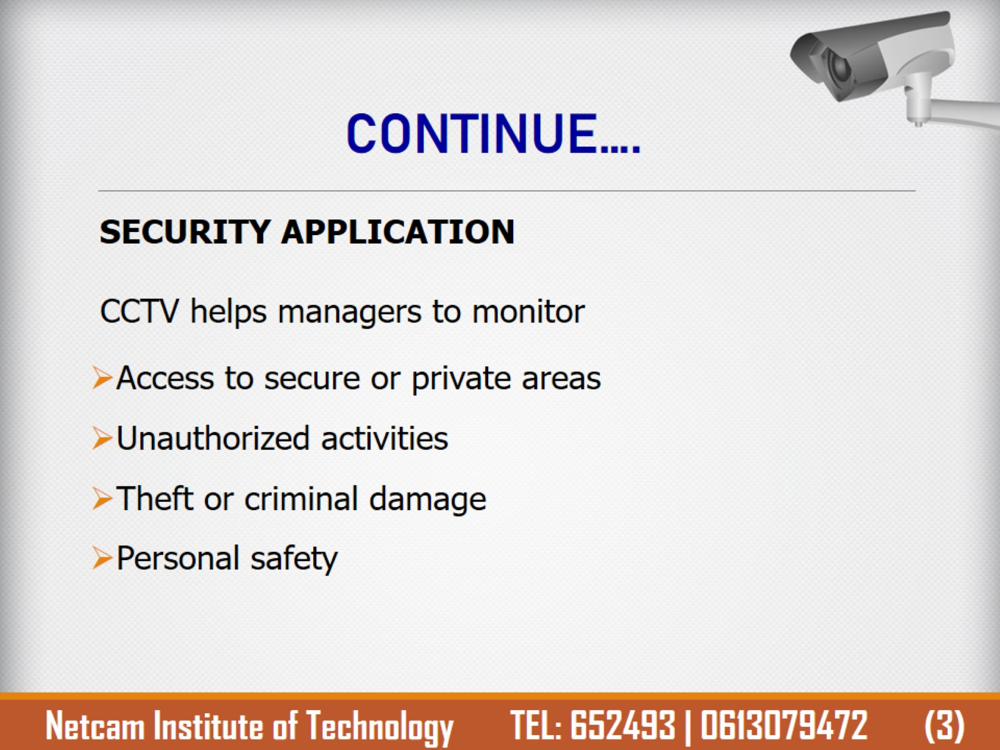 CONTINUE....
SECURITY APPLICATION
CCTV helps managers to monitor
➢Access to secure or private areas
➢Unauthorized activities
➢Theft or criminal damage
➢Personal safety
Netcam Institute of Technology TEL: 652493 | 0613079472 (3)